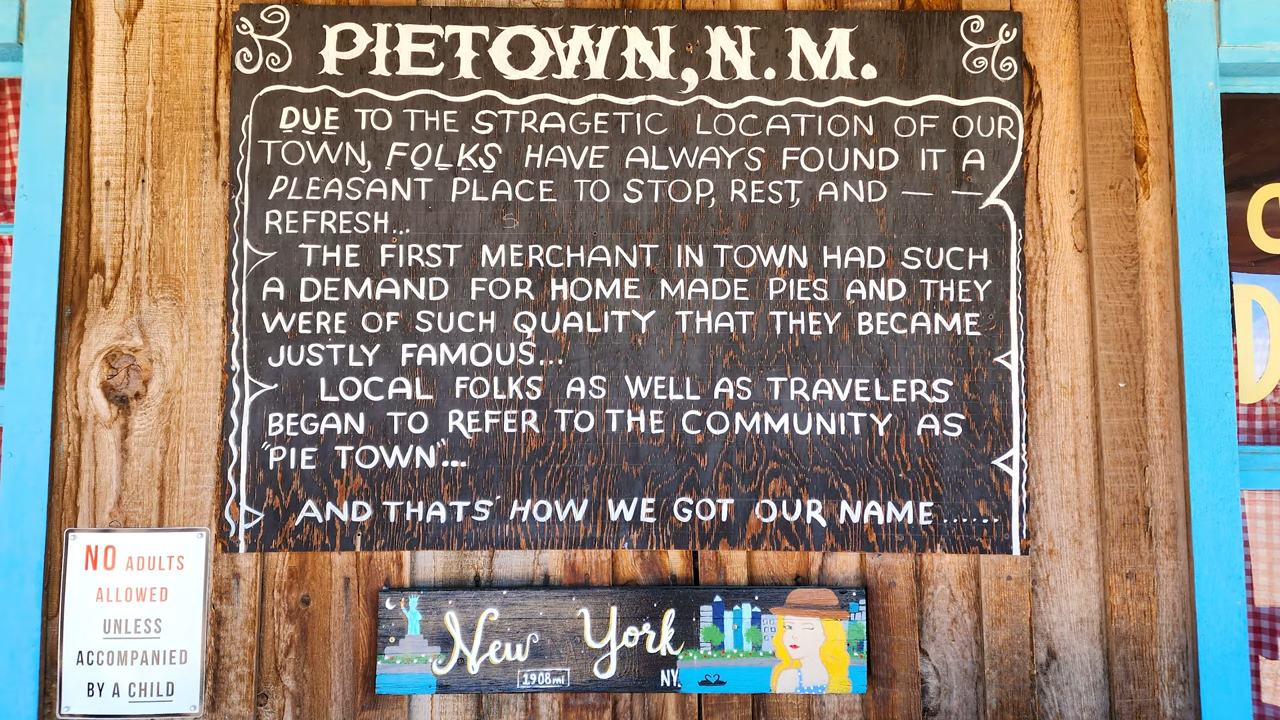 PIETOWN, N.M.
DUE TO THE STRAGETIC LOCATION OF OUR
TOWN, FOLKS HAVE ALWAYS FOUND IT A
PLEASANT PLACE TO STOP, REST, AND — —
REFRESH...
THE FIRST MERCHANT IN TOWN HAD SUCH
A DEMAND FOR HOME MADE PIES AND THEY
WERE OF SUCH QUALITY THAT THEY BECAME
JUSTLY FAMOUS...
LOCAL FOLKS AS WELL AS TRAVELERS
BEGAN TO REFER TO THE COMMUNITY AS
"PIE TOWN"...
AND THATS' HOW WE GOT OUR NAME......
NO ADULTS
ALLOWED
UNLESS
ACCOMPANIED
BY A CHILD
New York
1908mi NY.